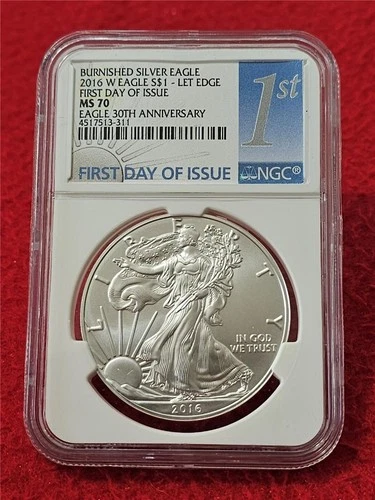 BURNISHED SILVER EAGLE
2016 W EAGLE S$1 - LET EDGE
FIRST DAY OF ISSUE
MS 70
EAGLE 30TH ANNIVERSARY
4517513-311
1st
FIRST DAY OF ISSUE
NGC®
LIBERTY
IN GOD
WE TRUST
2016